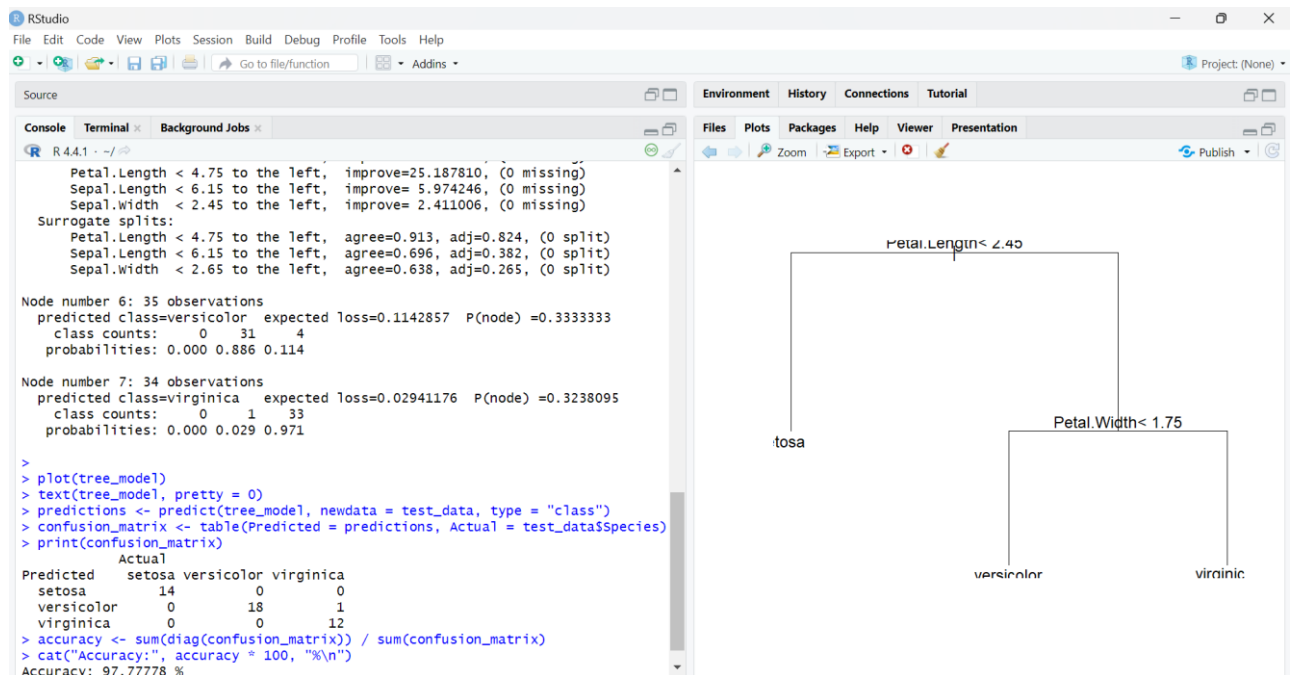 RStudio
File Edit Code View Plots Session Build Debug Profile Tools Help
Go to file/function Addins Project: (None)
Source
Console Terminal Background Jobs
R 4.4.1 · ~/
Petal.Length < 4.75 to the left, improve=25.187810, (0 missing)
Sepal.Length < 6.15 to the left, improve= 5.974246, (0 missing)
Sepal.Width < 2.45 to the left, improve= 2.411006, (0 missing)
Surrogate splits:
Petal.Length < 4.75 to the left, agree=0.913, adj=0.824, (0 split)
Sepal.Length < 6.15 to the left, agree=0.696, adj=0.382, (0 split)
Sepal.Width < 2.65 to the left, agree=0.638, adj=0.265, (0 split)
Node number 6: 35 observations
predicted class=versicolor expected loss=0.1142857 P(node) =0.3333333
class counts: 0 31 4
probabilities: 0.000 0.886 0.114
Node number 7: 34 observations
predicted class=virginica expected loss=0.02941176 P(node) =0.3238095
class counts: 0 1 33
probabilities: 0.000 0.029 0.971
>
> plot(tree_model)
> text(tree_model, pretty = 0)
> predictions <- predict(tree_model, newdata = test_data, type = "class")
> confusion_matrix <- table(Predicted = predictions, Actual = test_data$Species)
> print(confusion_matrix)
Actual
Predicted setosa versicolor virginica
setosa 14 0 0
versicolor 0 18 1
virginica 0 0 12
> accuracy <- sum(diag(confusion_matrix)) / sum(confusion_matrix)
> cat("Accuracy:", accuracy * 100, "%\n")
Accuracy: 97.77778 %
Environment History Connections Tutorial
Files Plots Packages Help Viewer Presentation
Zoom Export Publish
Petal.Length< 2.45
Petal.Width< 1.75
tosa
versicolor virginic